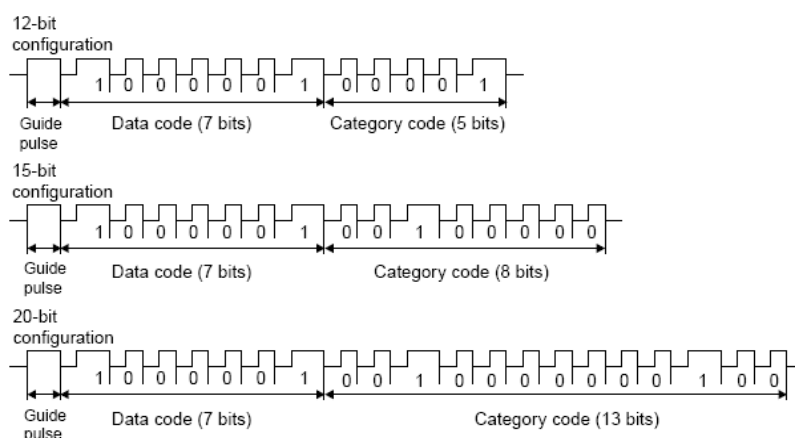 12-bit
configuration
1 0 0 0 0 0 1 0 0 0 0 1
Guide
pulse
Data code (7 bits)
Category code (5 bits)
15-bit
configuration
1 0 0 0 0 0 1 0 0 1 0 0 0 0 0
Guide
pulse
Data code (7 bits)
Category code (8 bits)
20-bit
configuration
1 0 0 0 0 0 1 0 0 1 0 0 0 0 0 0 0 1 0 0
Guide
pulse
Data code (7 bits)
Category code (13 bits)